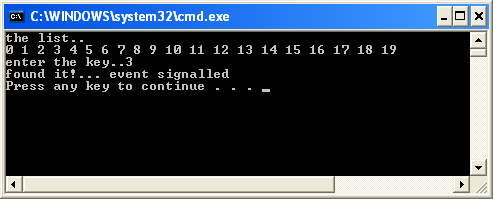 C:\WINDOWS\system32\cmd.exe
the list..
0 1 2 3 4 5 6 7 8 9 10 11 12 13 14 15 16 17 18 19
enter the key..3
found it!... event signalled
Press any key to continue . . .